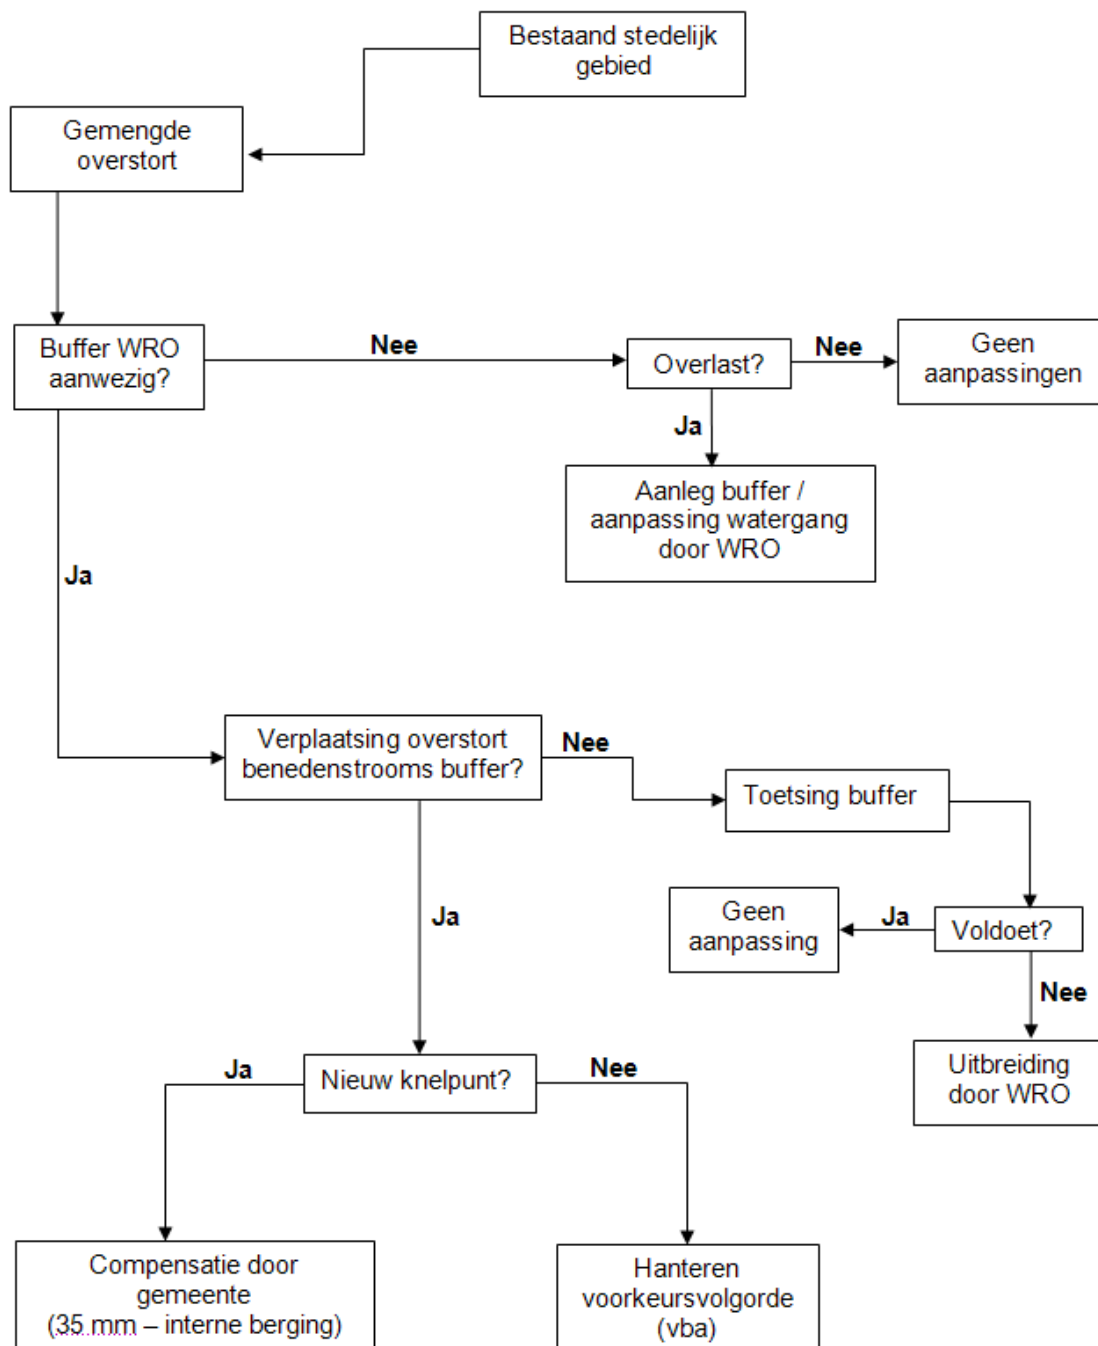 Bestaand stedelijk
gebied
Gemengde
overstort
Buffer WRO
aanwezig?
Nee
Overlast?
Nee
Geen
aanpassingen
Ja
Aanleg buffer /
aanpassing watergang
door WRO
Ja
Verplaatsing overstort
benedenstrooms buffer?
Nee
Toetsing buffer
Ja
Geen
aanpassing
Ja
Voldoet?
Nee
Uitbreiding
door WRO
Ja
Nieuw knelpunt?
Nee
Compensatie door
gemeente
(35 mm – interne berging)
Hanteren
voorkeursvolgorde
(vba)